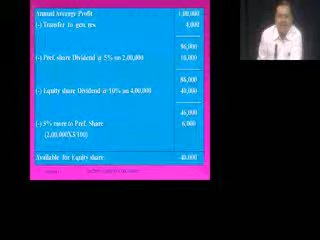 Annual Average Profit 1,00,000
(-) Transfer to gen. res. 4,000
96,000
(-) Pref. share Dividend @ 5% on 2,00,000 10,000
86,000
(-) Equity share Dividend @ 10% on 4,00,000 40,000
46,000
(-) 3% more to Pref. Share 6,000
(2,00,000X3/100)
Available for Equity share 40,000